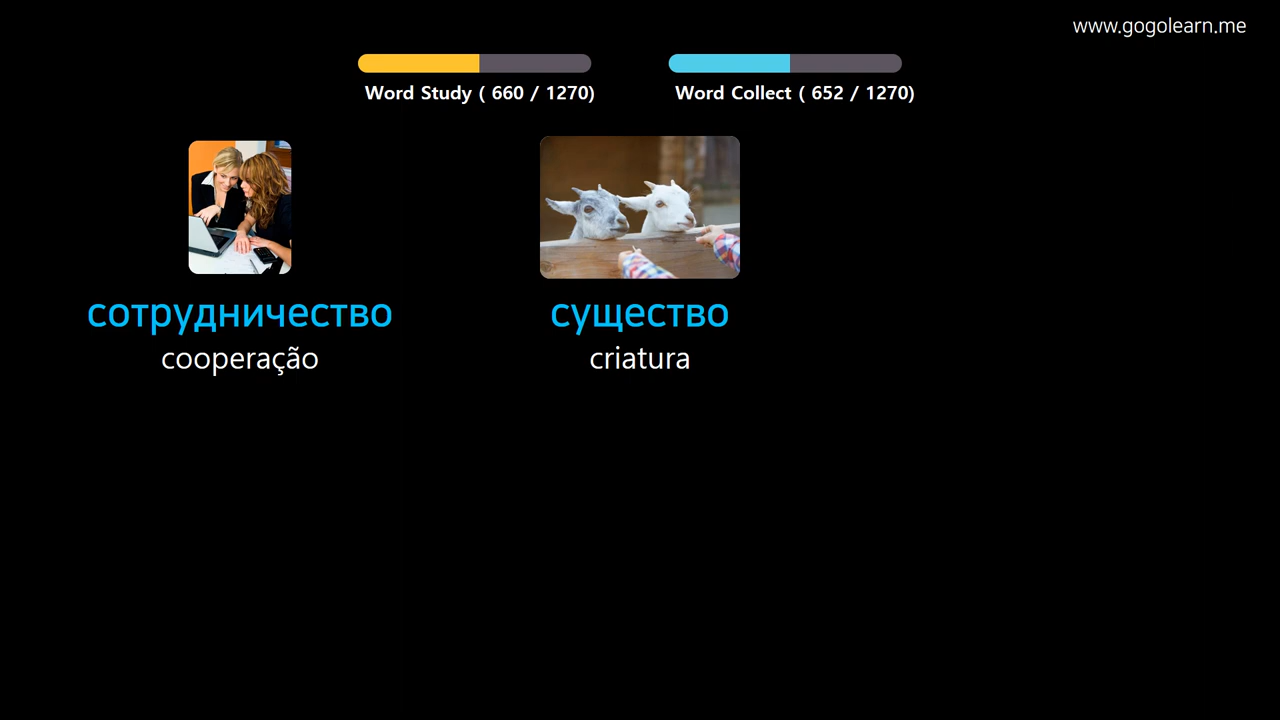 www.gogolearn.me
Word Study ( 660 / 1270)
Word Collect ( 652 / 1270)
сотрудничество
cooperação
существо
criatura